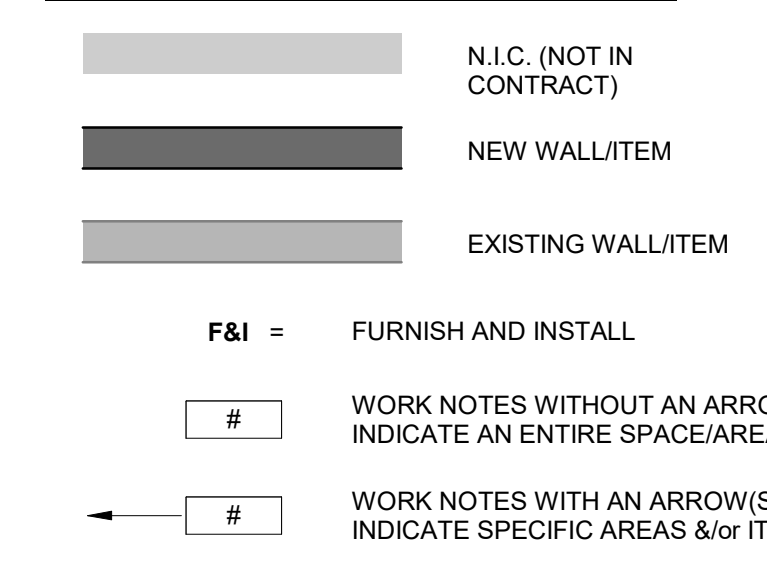 N.I.C. (NOT IN
CONTRACT)
NEW WALL/ITEM
EXISTING WALL/ITEM
F&I = FURNISH AND INSTALL
# WORK NOTES WITHOUT AN
INDICATE AN ENTIRE
# WORK NOTES WITH AN
INDICATE SPECIFIC AREAS &/or